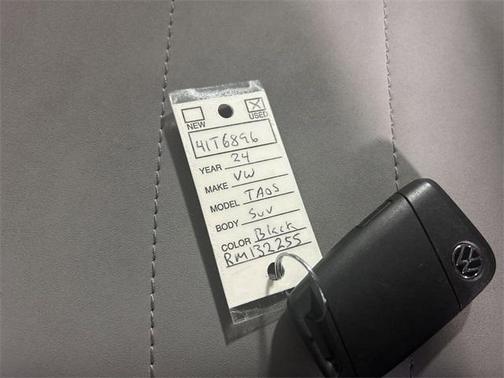 NEW USED
41T6896
YEAR 24
MAKE VW
MODEL TAOS
BODY SUV
COLOR Black
RM132255